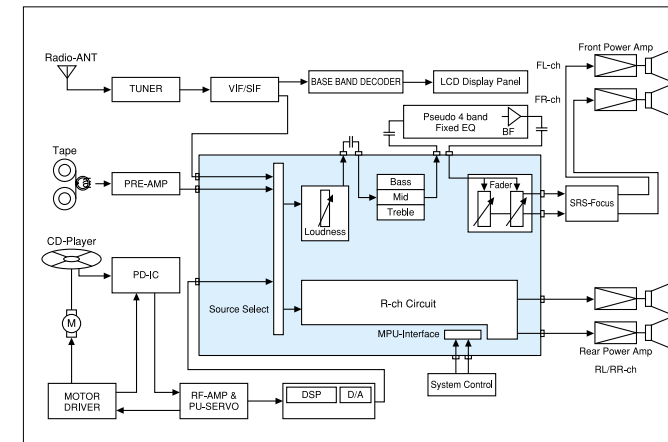 Radio-ANT
TUNER
VİF/SİF
BASE BAND DECODER
LCD Display Panel
Front Power Amp
FL-ch
FR-ch
Pseudo 4 band
Fixed EQ
BF
Tape
PRE-AMP
Loudness
Bass
Mid
Treble
Fader
SRS-Focus
CD-Player
PD-IC
Source Select
R-ch Circuit
MPU-Interface
M
System Control
Rear Power Amp
RL/RR-ch
MOTOR
DRIVER
RF-AMP &
PU-SERVO
DSP
D/A